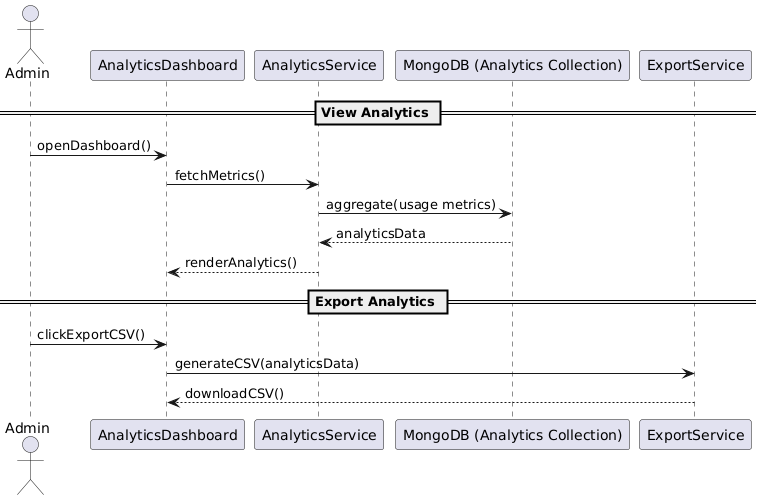 Admin
AnalyticsDashboard
AnalyticsService
MongoDB (Analytics Collection)
ExportService
View Analytics
openDashboard()
fetchMetrics()
aggregate(usage metrics)
analyticsData
renderAnalytics()
Export Analytics
clickExportCSV()
generateCSV(analyticsData)
downloadCSV()
Admin
AnalyticsDashboard
AnalyticsService
MongoDB (Analytics Collection)
ExportService